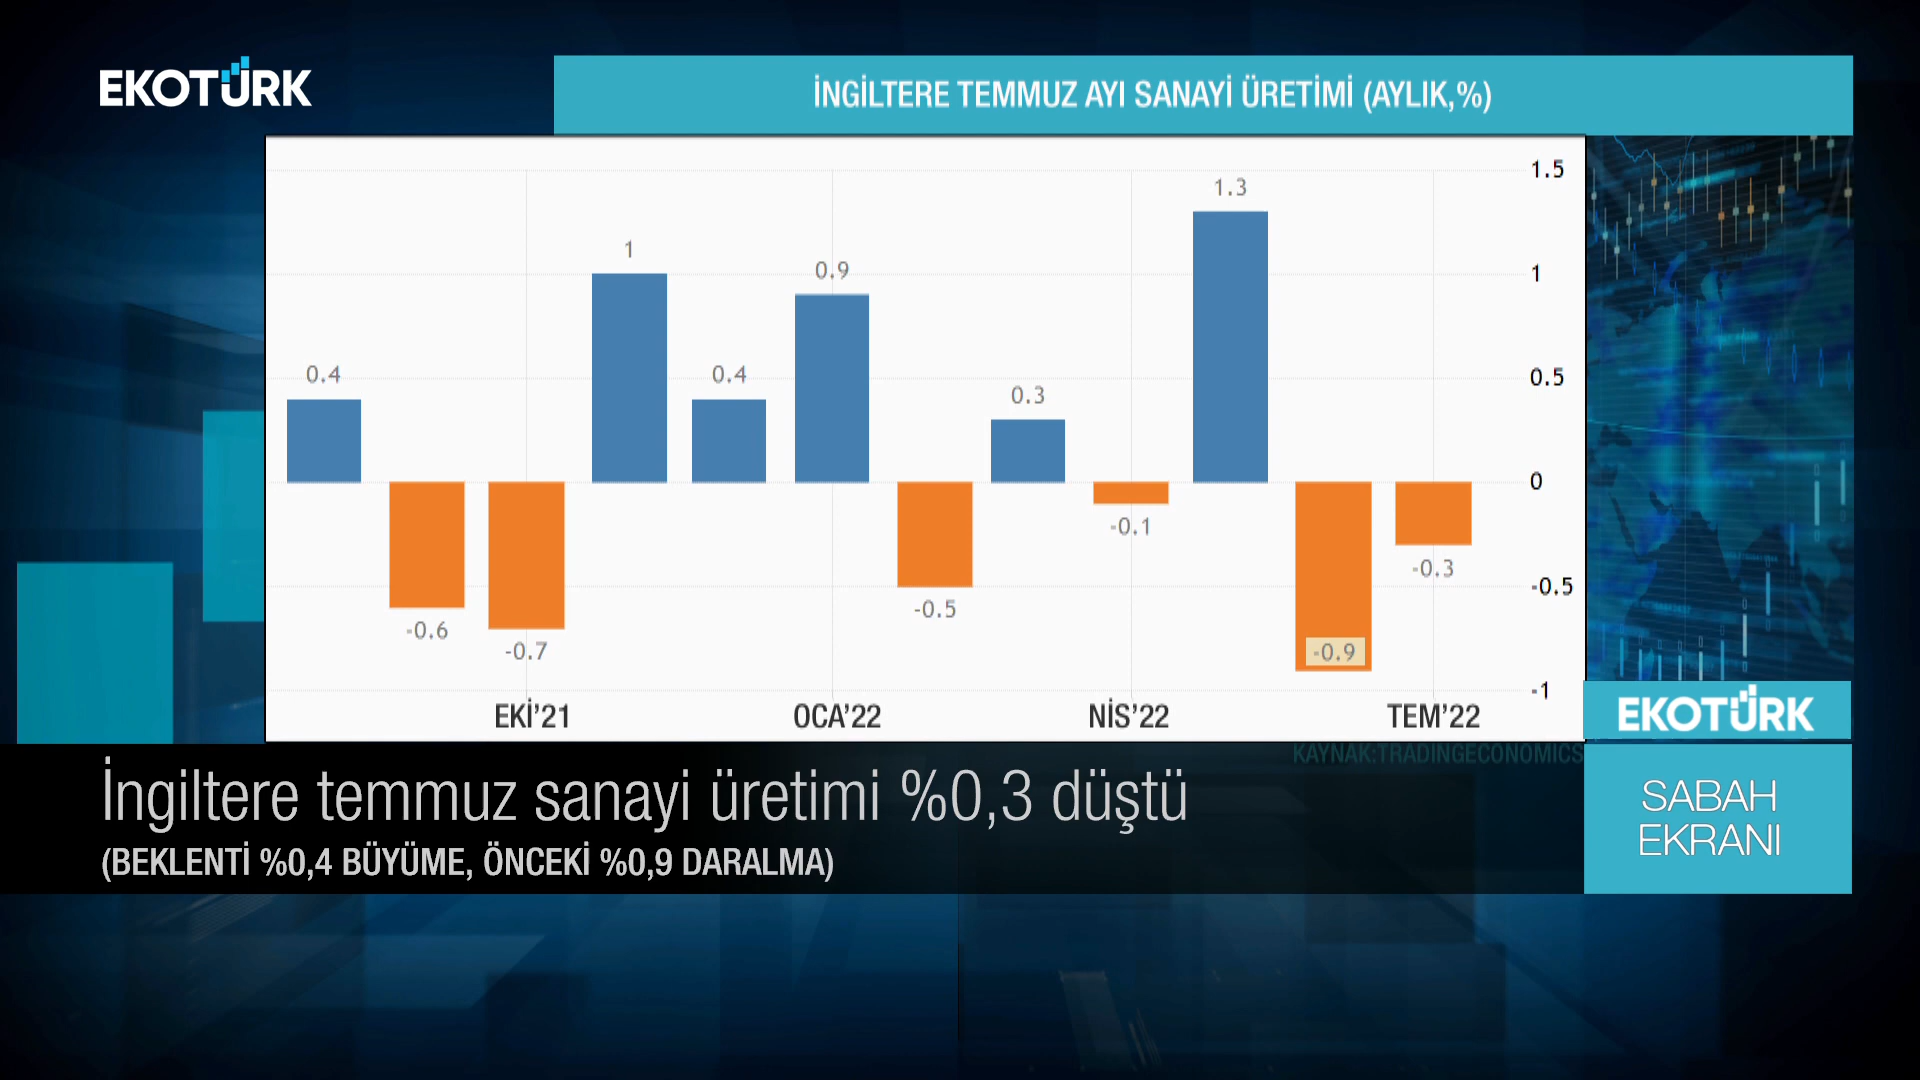 EKOTÜRK
İNGİLTERE TEMMUZ AYI SANAYİ ÜRETİMİ (AYLIK,%)
1.5
1
0.5
0
-0.5
-1
0.4
-0.6
-0.7
1
0.4
0.9
-0.5
0.3
-0.1
1.3
-0.9
-0.3
EKİ’21
OCA’22
NİS’22
TEM’22
EKOTÜRK
KAYNAK:TRADINGECONOMICS
İngiltere temmuz sanayi üretimi %0,3 düştü
(BEKLENTİ %0,4 BÜYÜME, ÖNCEKİ %0,9 DARALMA)
SABAH
EKRANI